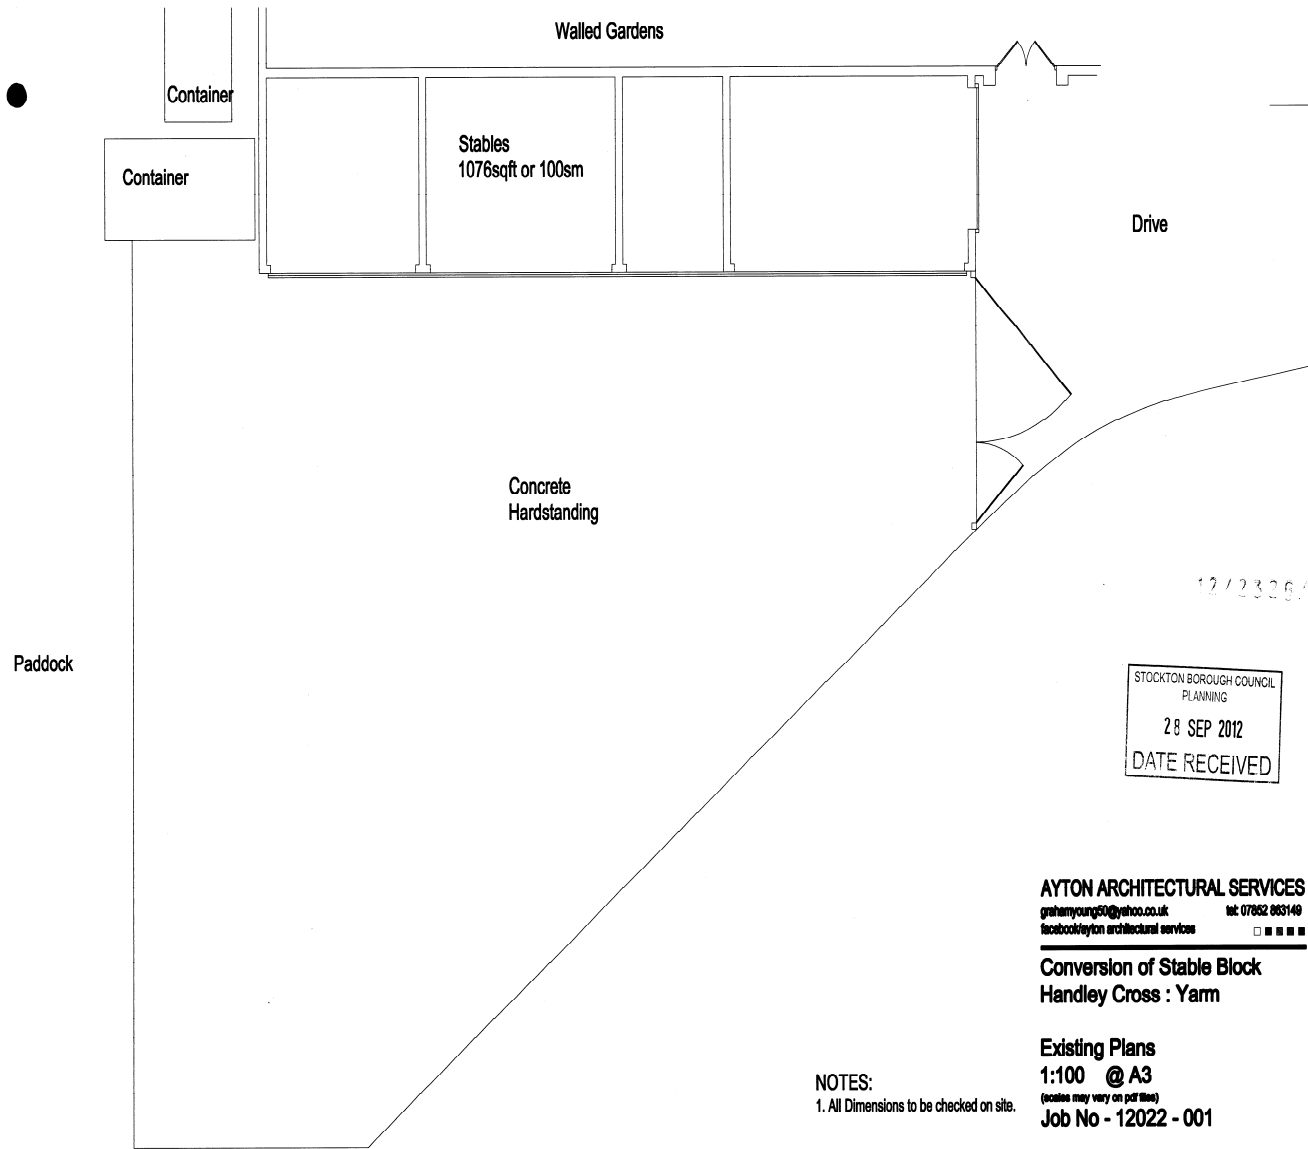 Walled Gardens
Container
Container
Stables
1076sqft or 100sm
Drive
Concrete
Hardstanding
Paddock
12/2326/
STOCKTON BOROUGH COUNCIL
PLANNING
28 SEP 2012
DATE RECEIVED
AYTON ARCHITECTURAL SERVICES
grahamyoung50@yahoo.co.uk tel: 07852 863149
facebook/ayton architectural services
Conversion of Stable Block
Handley Cross : Yarm
Existing Plans
1:100 @ A3
(scales may vary on pdf files)
Job No - 12022 - 001
NOTES:
1. All Dimensions to be checked on site.